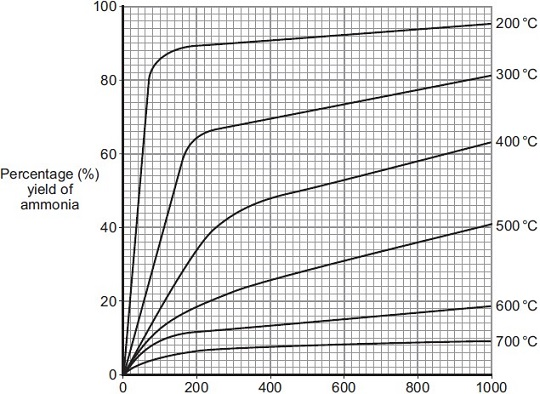 100
200 °C
80
300 °C
Percentage (%)
yield of
ammonia
60
400 °C
40
500 °C
20
600 °C
700 °C
0
0 200 400 600 800 1000